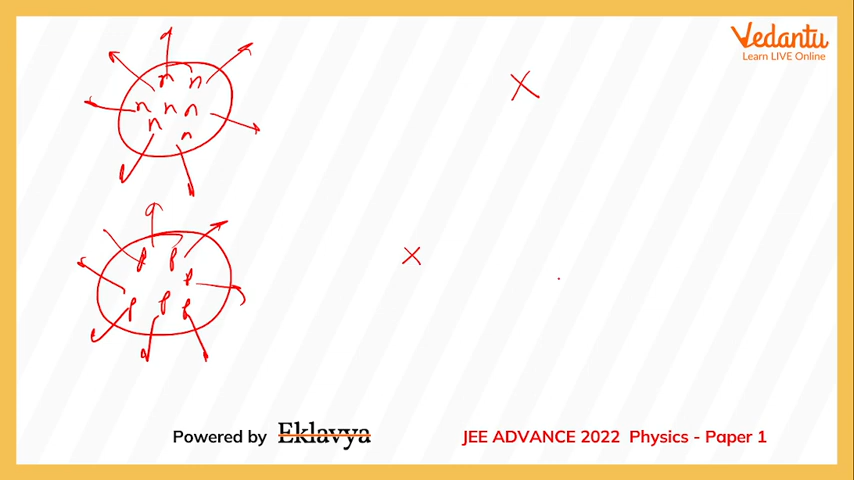 Vedantu
Learn LIVE Online
n n
n n n
n
n
p p
p
p p p
Powered by Eklavya
JEE ADVANCE 2022 Physics - Paper 1